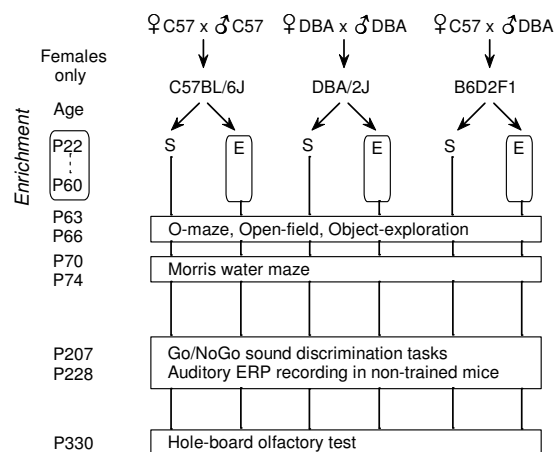 ♀C57 x ♂C57 ♀DBA x ♂DBA ♀C57 x ♂DBA
Females
only
C57BL/6J DBA/2J B6D2F1
Age
Enrichment
S E S E S E
P22
P60
P63
P66
O-maze, Open-field, Object-exploration
P70
P74
Morris water maze
P207
P228
Go/NoGo sound discrimination tasks
Auditory ERP recording in non-trained mice
P330
Hole-board olfactory test